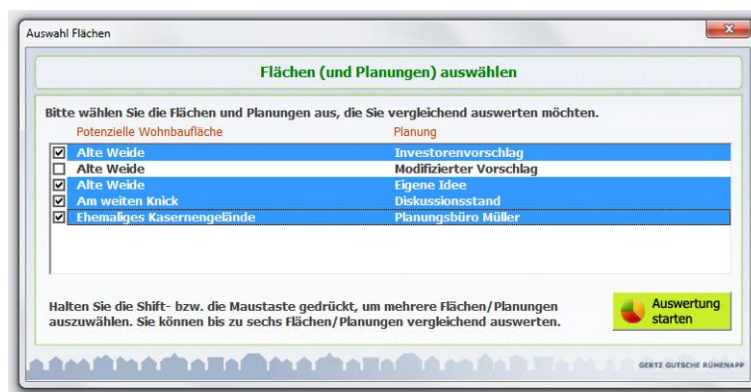 Auswahl Flächen
Flächen (und Planungen) auswählen
Bitte wählen Sie die Flächen und Planungen aus, die Sie vergleichend auswerten möchten.
Potenzielle Wohnbaufläche Planung
Alte Weide Investorenvorschlag
Alte Weide Modifizierter Vorschlag
Alte Weide Eigene Idee
Am weiten Knick Diskussionsstand
Ehemaliges Kasernengelände Planungsbüro Müller
Halten Sie die Shift- bzw. die Maustaste gedrückt, um mehrere Flächen/Planungen
auszuwählen. Sie können bis zu sechs Flächen/Planungen vergleichend auswerten.
Auswertung
starten
GERTZ GUTSCHE RÜMENAPP